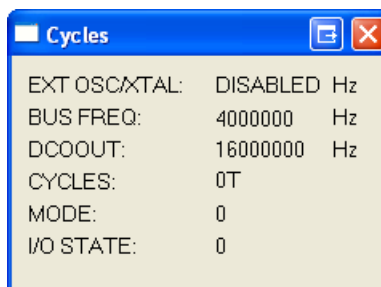 Cycles
EXT OSC/XTAL: DISABLED Hz
BUS FREQ: 4000000 Hz
DCOOUT: 16000000 Hz
CYCLES: 0T
MODE: 0
I/O STATE: 0